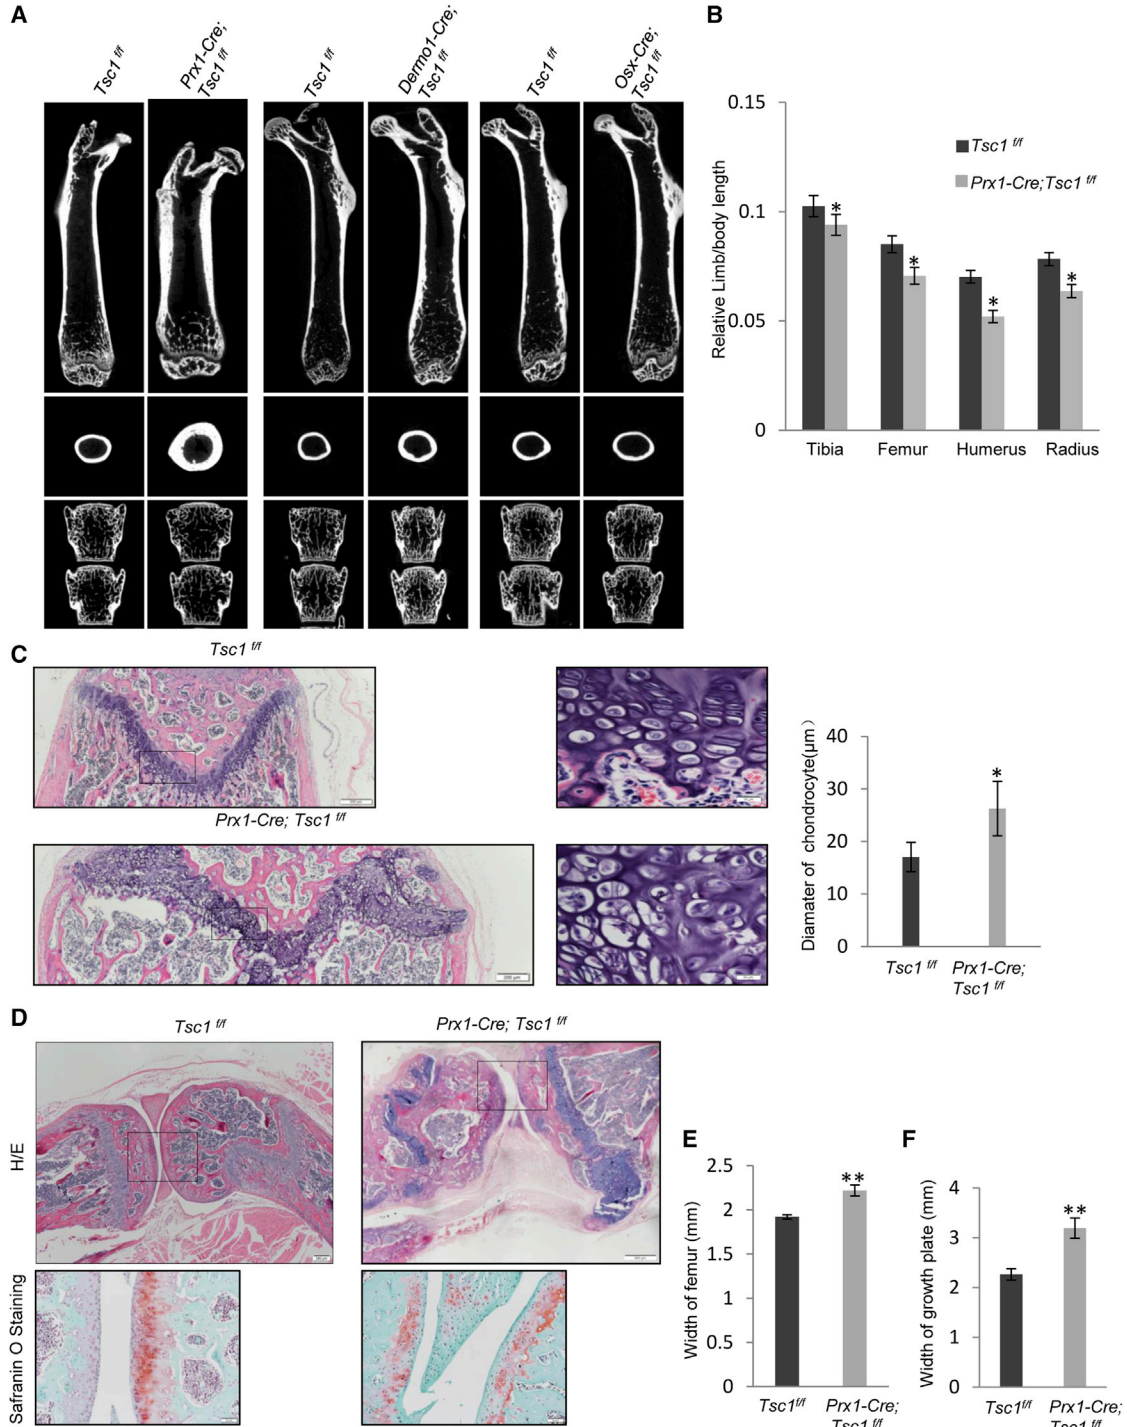 A
Tsc1 f/f
Prx1-Cre;
Tsc1 f/f
Tsc1 f/f
Dermo1-Cre;
Tsc1 f/f
Tsc1 f/f
Osx-Cre;
Tsc1 f/f
B
Relative Limb/body length
0.15
0.1
0.05
0
Tsc1 f/f
Prx1-Cre;Tsc1 f/f
*
*
*
*
Tibia
Femur
Humerus
Radius
C
Tsc1 f/f
Prx1-Cre; Tsc1 f/f
200 µm
Diamater of chondrocyte(µm)
40
30
20
10
0
*
Tsc1 f/f
Prx1-Cre;
Tsc1 f/f
D
Tsc1 f/f
Prx1-Cre; Tsc1 f/f
H/E
Safranin O Staining
E
Width of femur (mm)
2.5
2
1.5
1
0.5
0
**
Tsc1f/f
Prx1-Cre;
Tsc1f/f
F
Width of growth plate (mm)
4
3
2
1
0
**
Tsc1f/f
Prx1-Cre;
Tsc1f/f